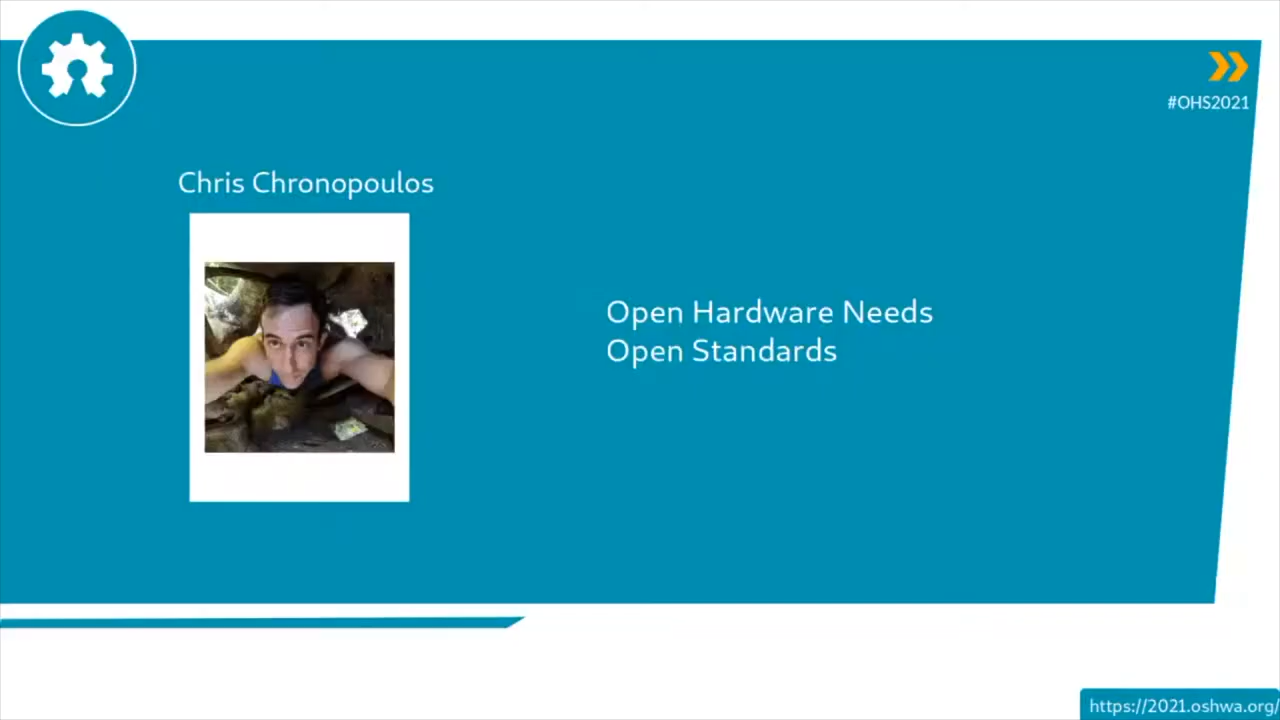 #OHS2021
Chris Chronopoulos
Open Hardware Needs
Open Standards
https://2021.oshwa.org/